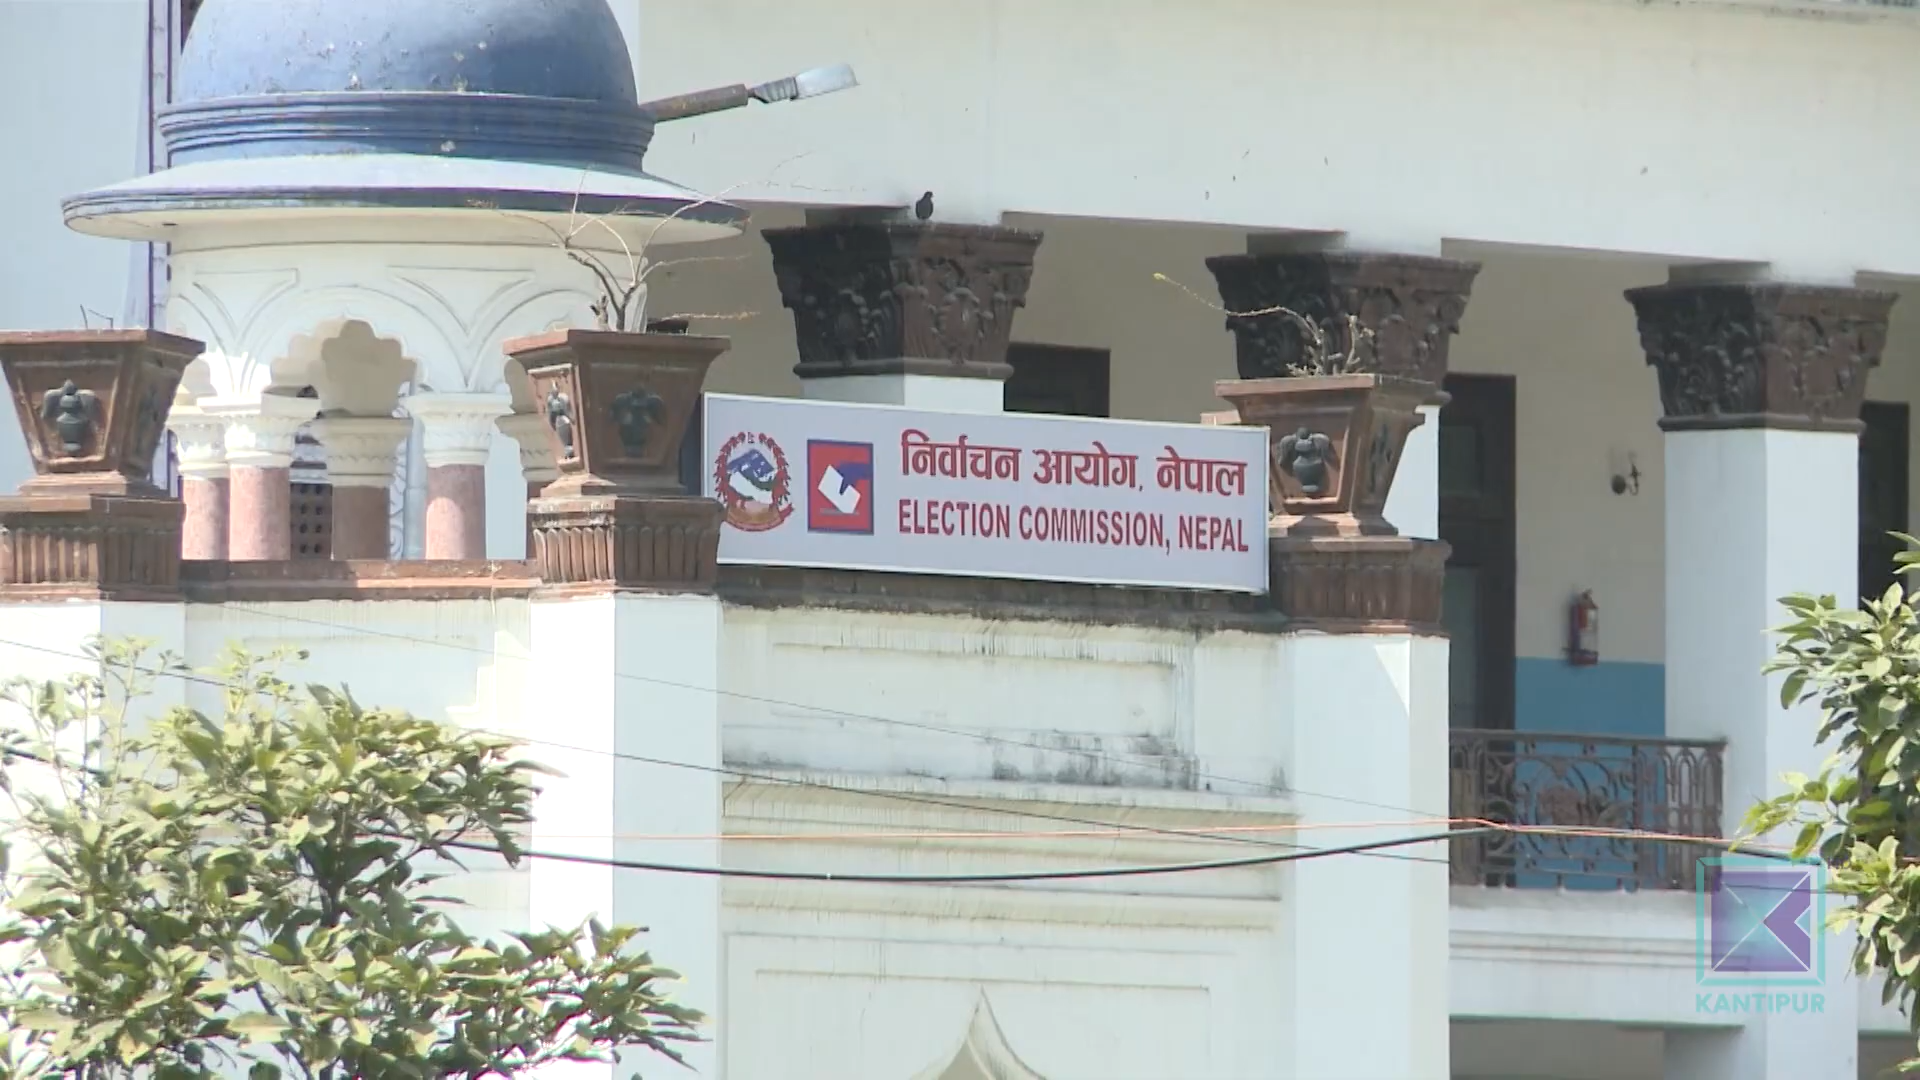 निर्वाचन आयोग, नेपाल
ELECTION COMMISSION, NEPAL
KANTIPUR